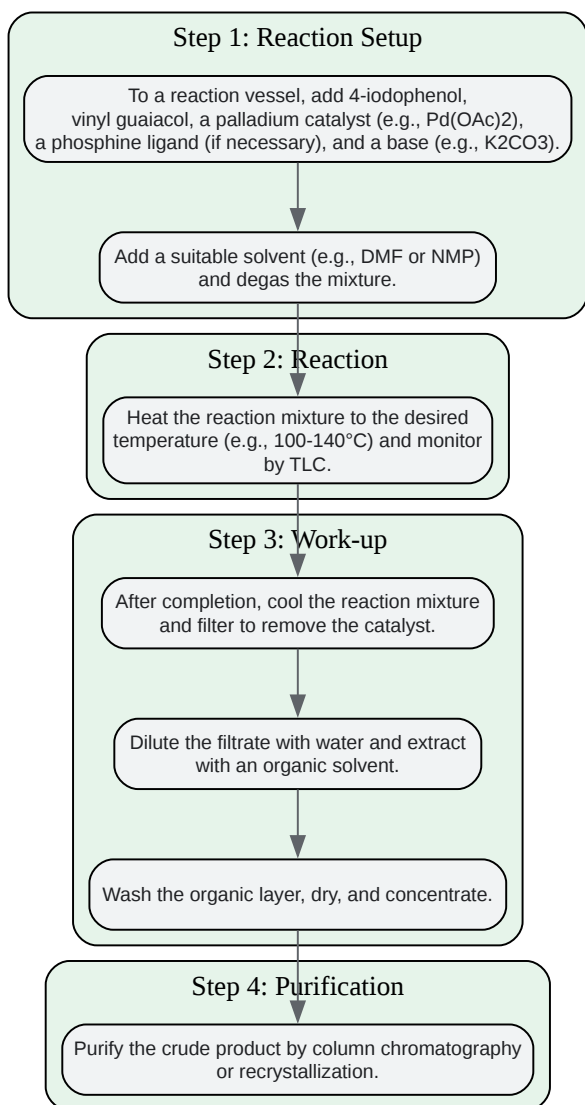 Step 1: Reaction Setup
To a reaction vessel, add 4-iodophenol,
vinyl guaiacol, a palladium catalyst (e.g., Pd(OAc)2),
a phosphine ligand (if necessary), and a base (e.g., K2CO3).
Add a suitable solvent (e.g., DMF or NMP)
and degas the mixture.
Step 2: Reaction
Heat the reaction mixture to the desired
temperature (e.g., 100-140°C) and monitor
by TLC.
Step 3: Work-up
After completion, cool the reaction mixture
and filter to remove the catalyst.
Dilute the filtrate with water and extract
with an organic solvent.
Wash the organic layer, dry, and concentrate.
Step 4: Purification
Purify the crude product by column chromatography
or recrystallization.